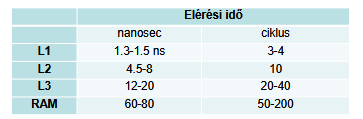 Elérési idő
nanosec ciklus
L1 1.3-1.5 ns 3-4
L2 4.5-8 10
L3 12-20 20-40
RAM 60-80 50-200